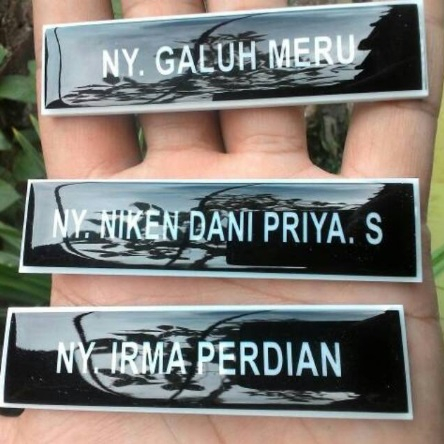 NY. GALUH MERU
NY. NIKEN DANI PRIYA. S
NY. IRMA PERDIAN